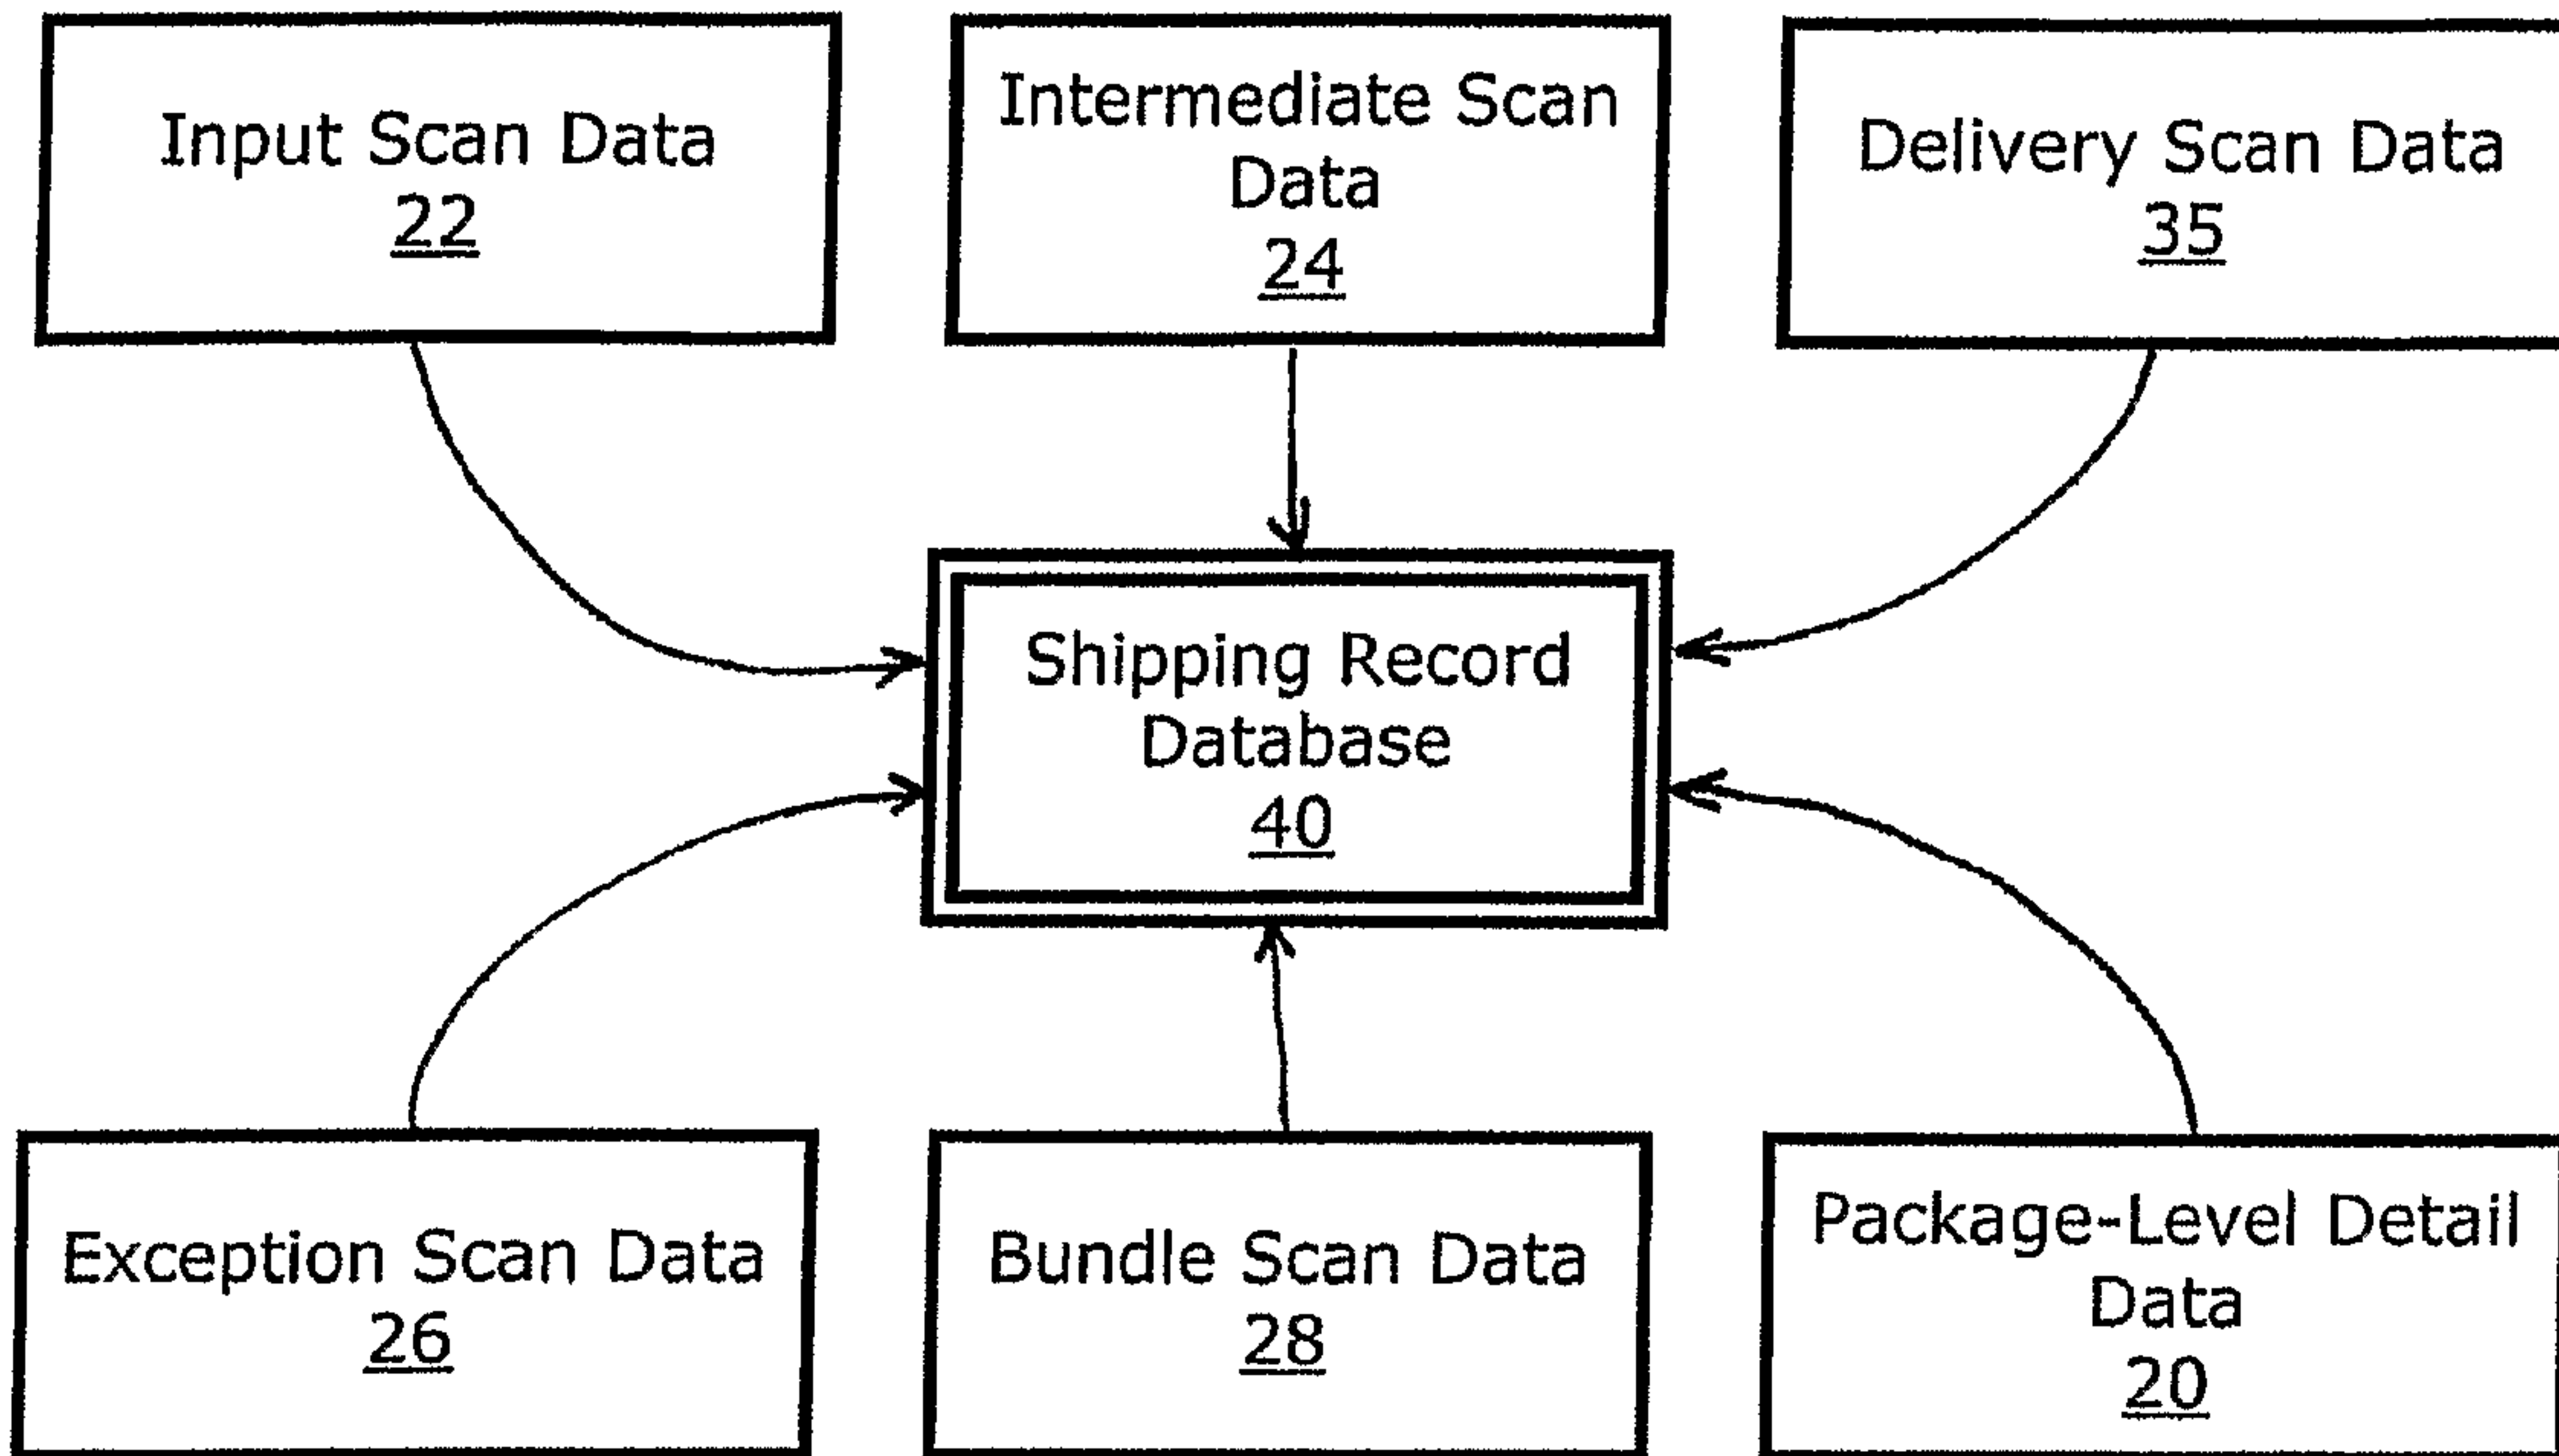 Input Scan Data
22
Intermediate Scan
Data
24
Delivery Scan Data
35
Shipping Record
Database
40
Exception Scan Data
26
Bundle Scan Data
28
Package-Level Detail
Data
20